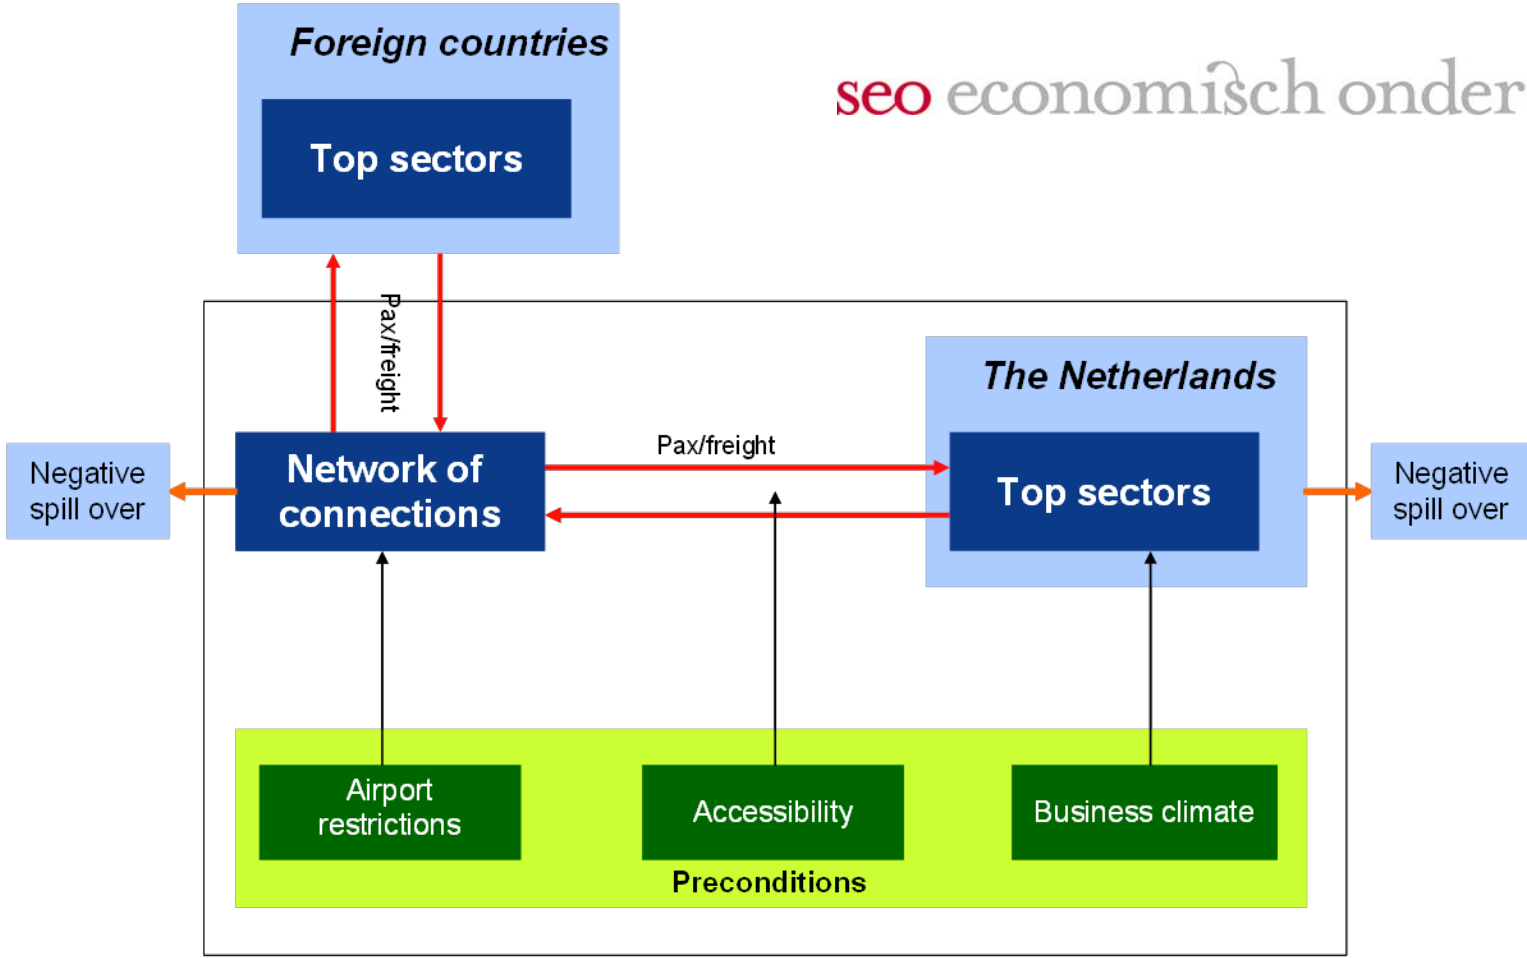 Foreign countries
seo economisch onder
Top sectors
Pax/freight
The Netherlands
Pax/freight
Negative
spill over
Network of
connections
Top sectors
Negative
spill over
Airport
restrictions
Accessibility
Business climate
Preconditions